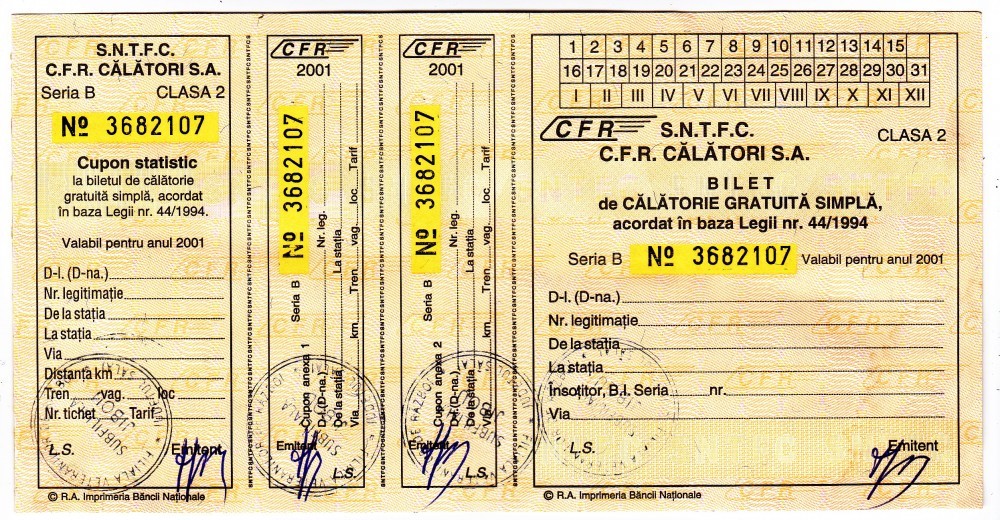 S.N.T.F.C.
C.F.R. CĂLĂTORI S.A.
Seria B CLASA 2
Nº 3682107
Cupon statistic
la biletul de călătorie
gratuită simplă, acordat
în baza Legii nr. 44/1994.
Valabil pentru anul 2001
D-l. (D-na.)
Nr. legitimație
De la stația
La stația
Via
Distanța km
Tren vag. loc
Nr. tichet Tarif
L.S. Emitent
© R.A. Imprimeria Băncii Naționale
CFR
2001
Seria B Nº 3682107
Cupon anexa 1
D-l.(D-na.) Nr. leg.
De la stația La stația
Via km Tren vag. loc Tarif
Emitent
L.S.
CFR
2001
Seria B Nº 3682107
Cupon anexa 2
D-l.(D-na.) Nr. leg.
De la stația La stația
Via km Tren vag. loc Tarif
Emitent
L.S.
1 2 3 4 5 6 7 8 9 10 11 12 13 14 15
16 17 18 19 20 21 22 23 24 25 26 27 28 29 30 31
I II III IV V VI VII VIII IX X XI XII
CFR S.N.T.F.C. CLASA 2
C.F.R. CĂLĂTORI S.A.
BILET
de CĂLĂTORIE GRATUITĂ SIMPLĂ,
acordat în baza Legii nr. 44/1994
Seria B Nº 3682107 Valabil pentru anul 2001
D-l. (D-na.)
Nr. legitimație
De la stația
La stația
Însoțitor, B.I. Seria nr.
Via
L.S. Emitent
© R.A. Imprimeria Băncii Naționale